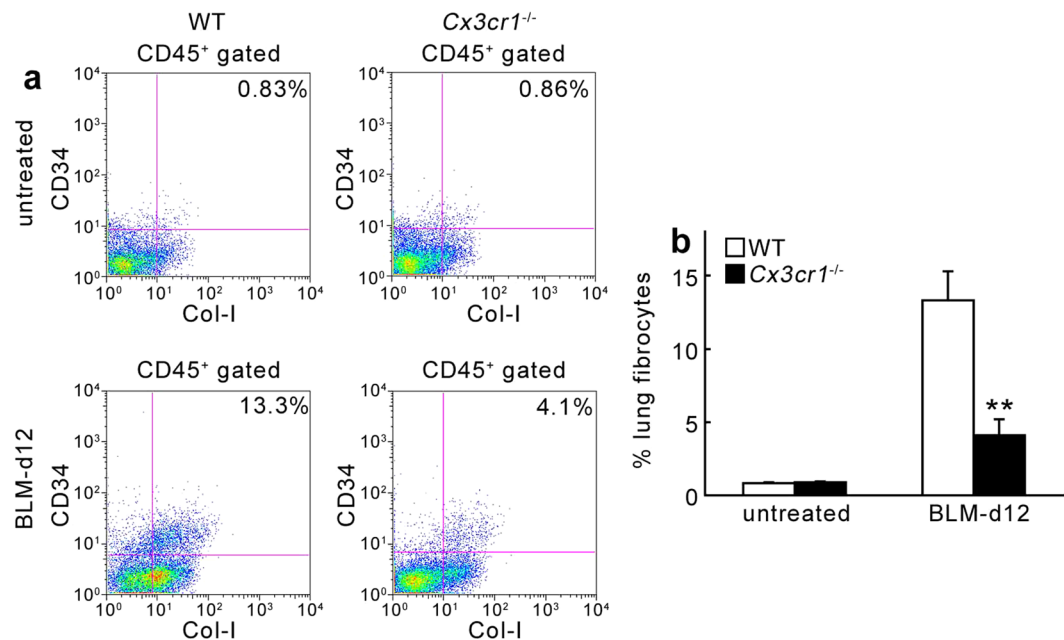 WT
Cx3cr1-/-
CD45+ gated
CD45+ gated
a
untreated
CD34
10⁴
10³
10²
10¹
10⁰
0.83%
10⁰ 10¹ 10² 10³ 10⁴
Col-I
CD34
10⁴
10³
10²
10¹
10⁰
0.86%
10⁰ 10¹ 10² 10³ 10⁴
Col-I
CD45+ gated
CD45+ gated
BLM-d12
CD34
10⁴
10³
10²
10¹
10⁰
13.3%
10⁰ 10¹ 10² 10³ 10⁴
Col-I
CD34
10⁴
10³
10²
10¹
10⁰
4.1%
10⁰ 10¹ 10² 10³ 10⁴
Col-I
b
WT
Cx3cr1-/-
% lung fibrocytes
15
10
5
0
**
untreated BLM-d12